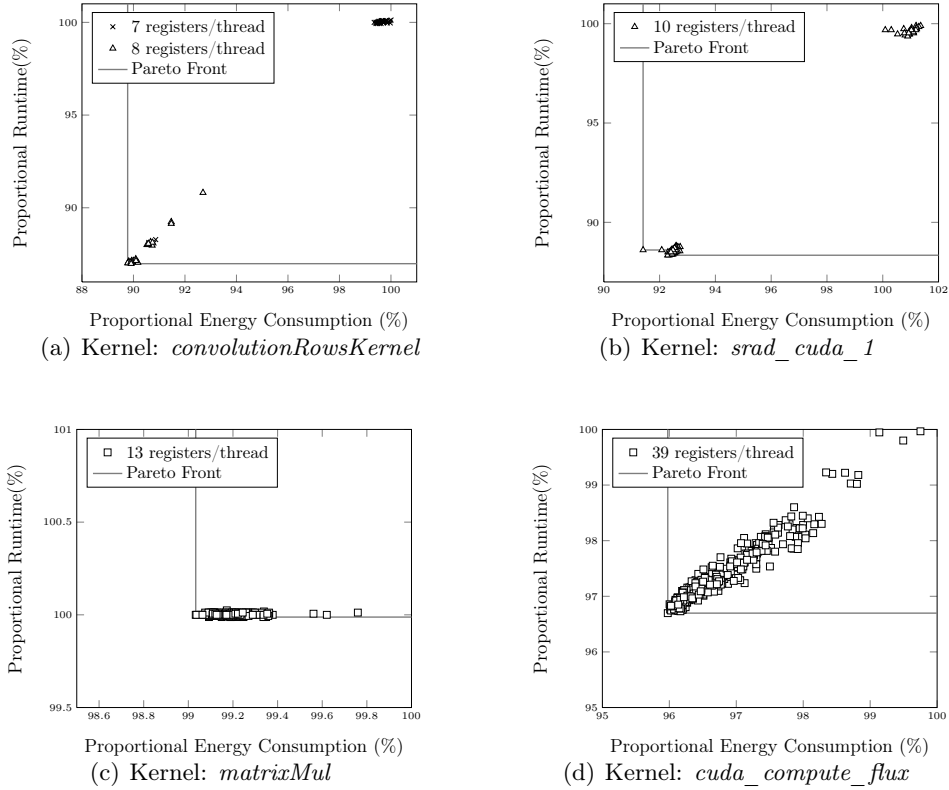 7 registers/thread
8 registers/thread
Pareto Front
100
95
90
88
90
92
94
96
98
100
Proportional Runtime(%)
Proportional Energy Consumption (%)
(a) Kernel: convolutionRowsKernel
10 registers/thread
Pareto Front
100
95
90
90
92
94
96
98
100
102
Proportional Runtime(%)
Proportional Energy Consumption (%)
(b) Kernel: srad_cuda_1
13 registers/thread
Pareto Front
101
100.5
100
99.5
98.6
98.8
99
99.2
99.4
99.6
99.8
100
Proportional Runtime(%)
Proportional Energy Consumption (%)
(c) Kernel: matrixMul
39 registers/thread
Pareto Front
100
99
98
97
96
95
95
96
97
98
99
100
Proportional Runtime(%)
Proportional Energy Consumption (%)
(d) Kernel: cuda_compute_flux